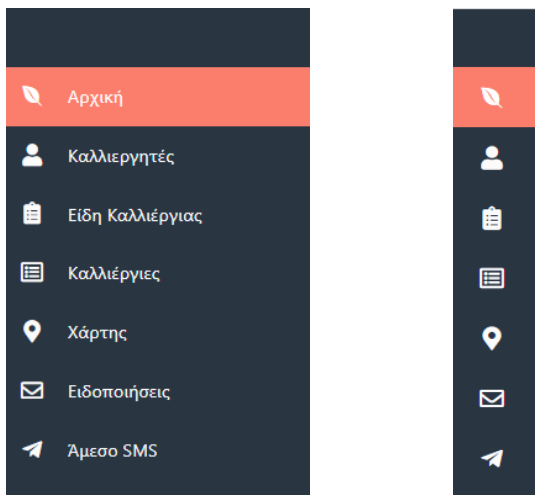 Αρχική
Καλλιεργητές
Είδη Καλλιέργιας
Καλλιέργιες
Χάρτης
Ειδοποιήσεις
Άμεσο SMS